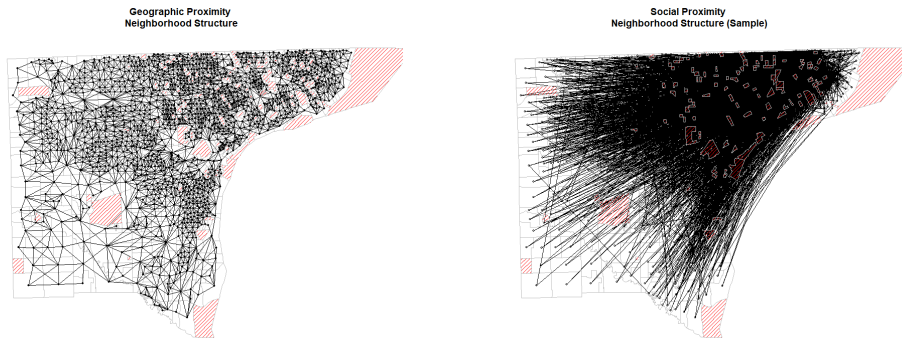 Geographic Proximity
Neighborhood Structure
Social Proximity
Neighborhood Structure (Sample)